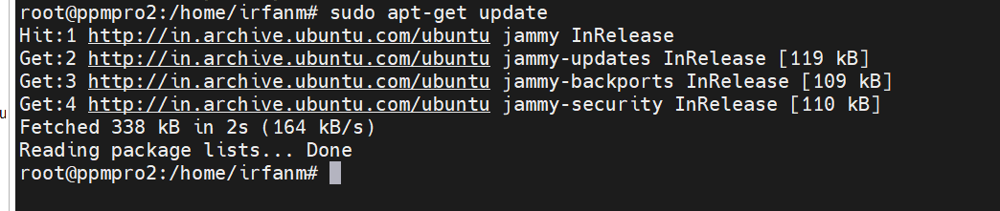 root@ppmpro2:/home/irfanm# sudo apt-get update
Hit:1 http://in.archive.ubuntu.com/ubuntu jammy InRelease
Get:2 http://in.archive.ubuntu.com/ubuntu jammy-updates InRelease [119 kB]
Get:3 http://in.archive.ubuntu.com/ubuntu jammy-backports InRelease [109 kB]
Get:4 http://in.archive.ubuntu.com/ubuntu jammy-security InRelease [110 kB]
u
Fetched 338 kB in 2s (164 kB/s)
Reading package lists... Done
root@ppmpro2:/home/irfanm#